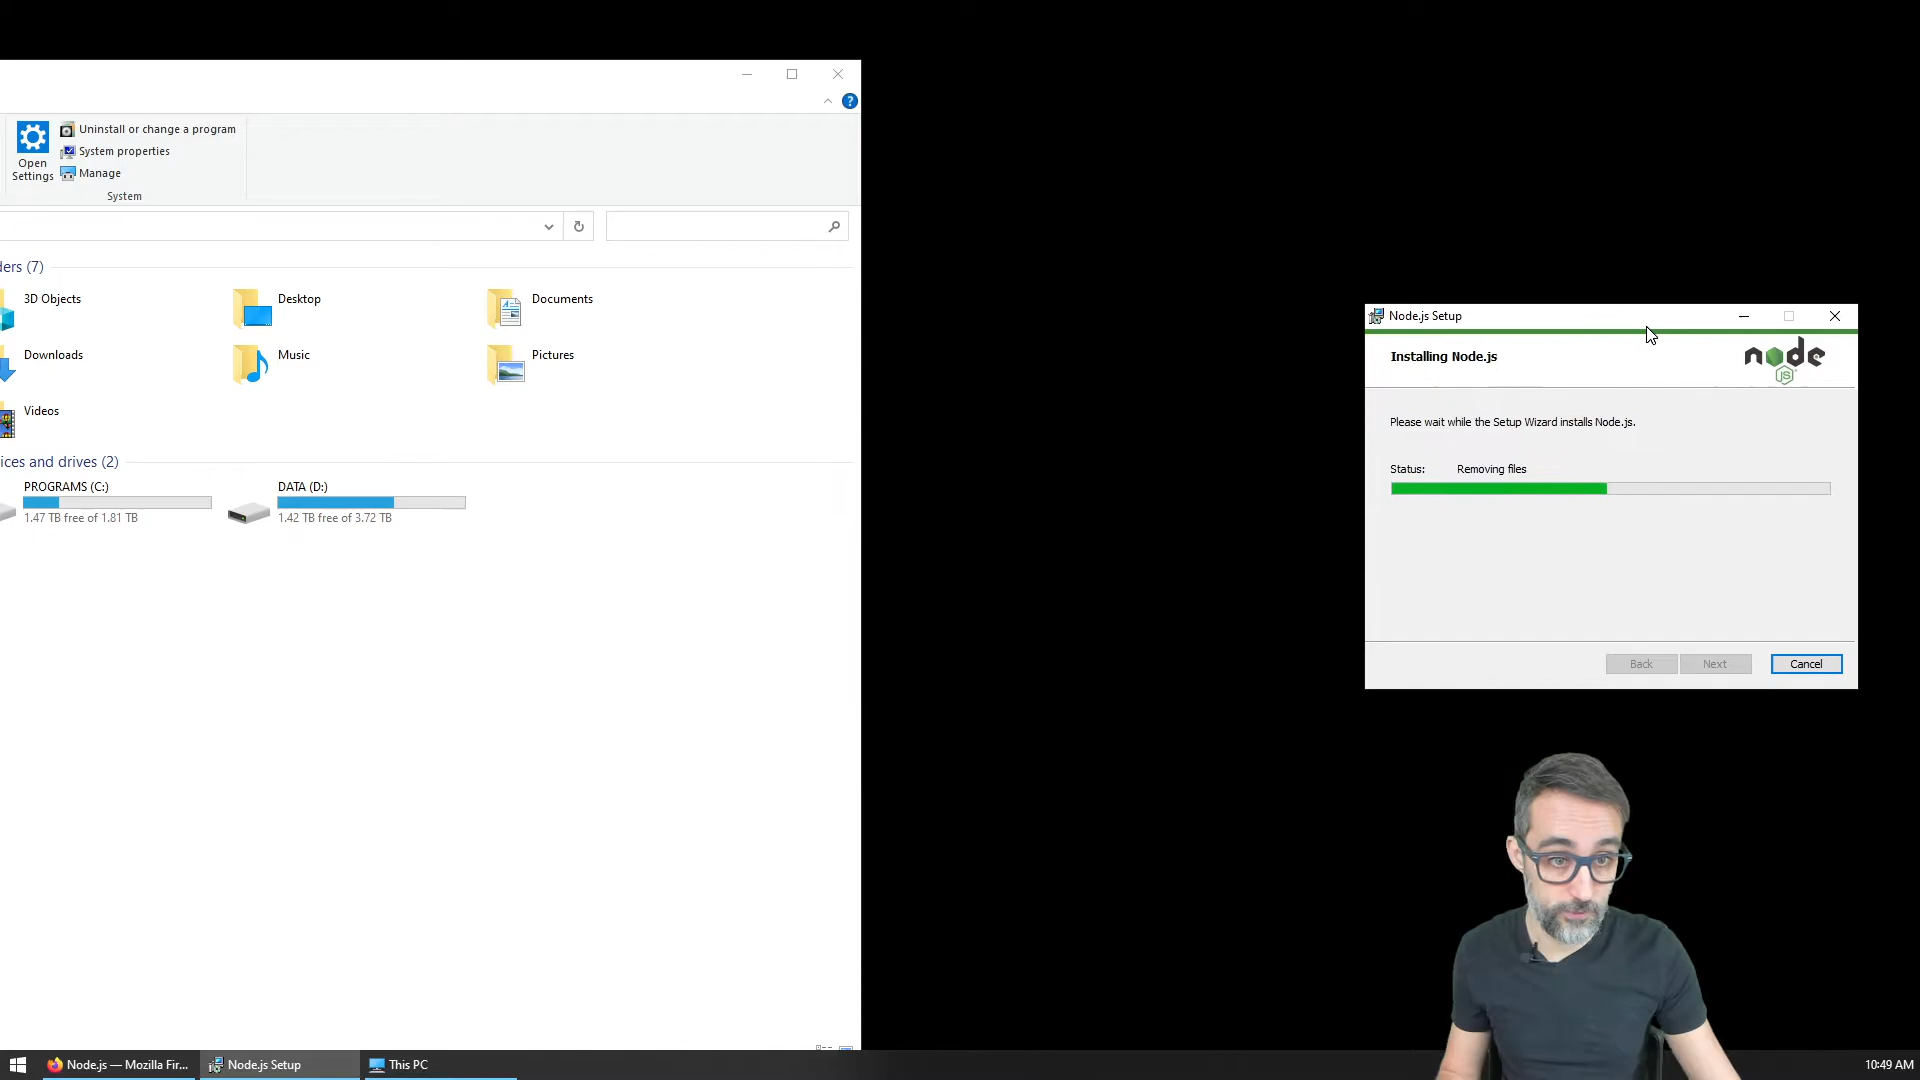 Uninstall or change a program
System properties
Manage
Open
Settings
System
ders (7)
3D Objects
Desktop
Documents
Downloads
Music
Pictures
Videos
ices and drives (2)
PROGRAMS (C:)
1.47 TB free of 1.81 TB
DATA (D:)
1.42 TB free of 3.72 TB
Node.js Setup
Installing Node.js
node
JS
Please wait while the Setup Wizard installs Node.js.
Status: Removing files
Back
Next
Cancel
Node.js — Mozilla Fir...
Node.js Setup
This PC
10:49 AM